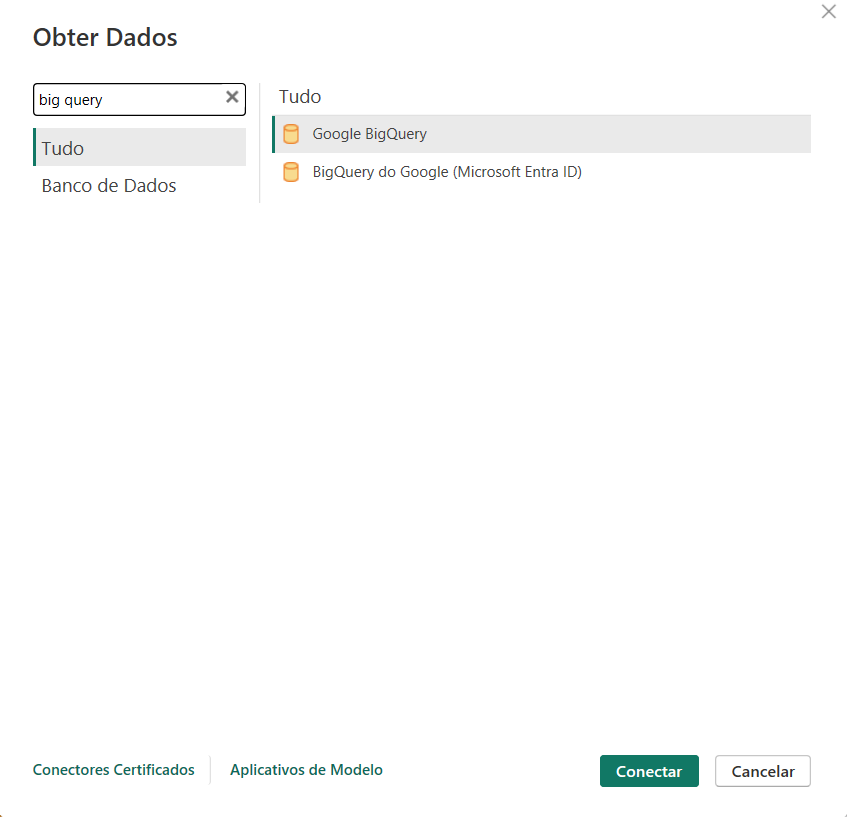 Obter Dados
big query
Tudo
Banco de Dados
Tudo
Google BigQuery
BigQuery do Google (Microsoft Entra ID)
Conectores Certificados
Aplicativos de Modelo
Conectar
Cancelar